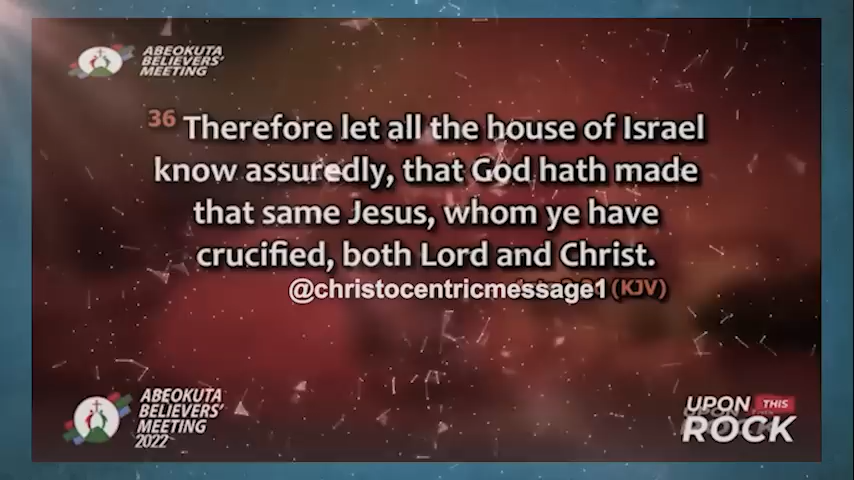 ABEOKUTA
BELIEVERS'
MEETING
36 Therefore let all the house of Israel
know assuredly, that God hath made
that same Jesus, whom ye have
crucified, both Lord and Christ.
@christocentricmessage1 (KJV)
ABEOKUTA
BELIEVERS'
MEETING
2022
UPON THIS
ROCK